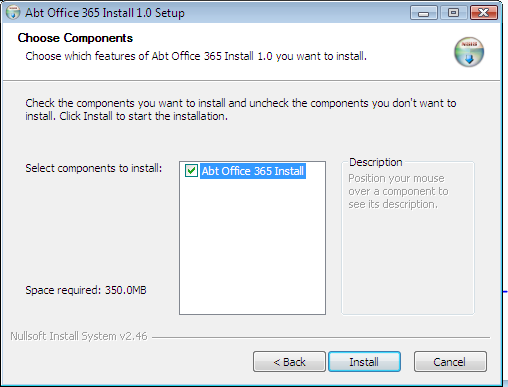 Abt Office 365 Install 1.0 Setup
Choose Components
Choose which features of Abt Office 365 Install 1.0 you want to install.
Check the components you want to install and uncheck the components you don't want to
install. Click Install to start the installation.
Select components to install:
Abt Office 365 Install
Description
Position your mouse
over a component to
see its description.
Space required: 350.0MB
Nullsoft Install System v2.46
< Back
Install
Cancel